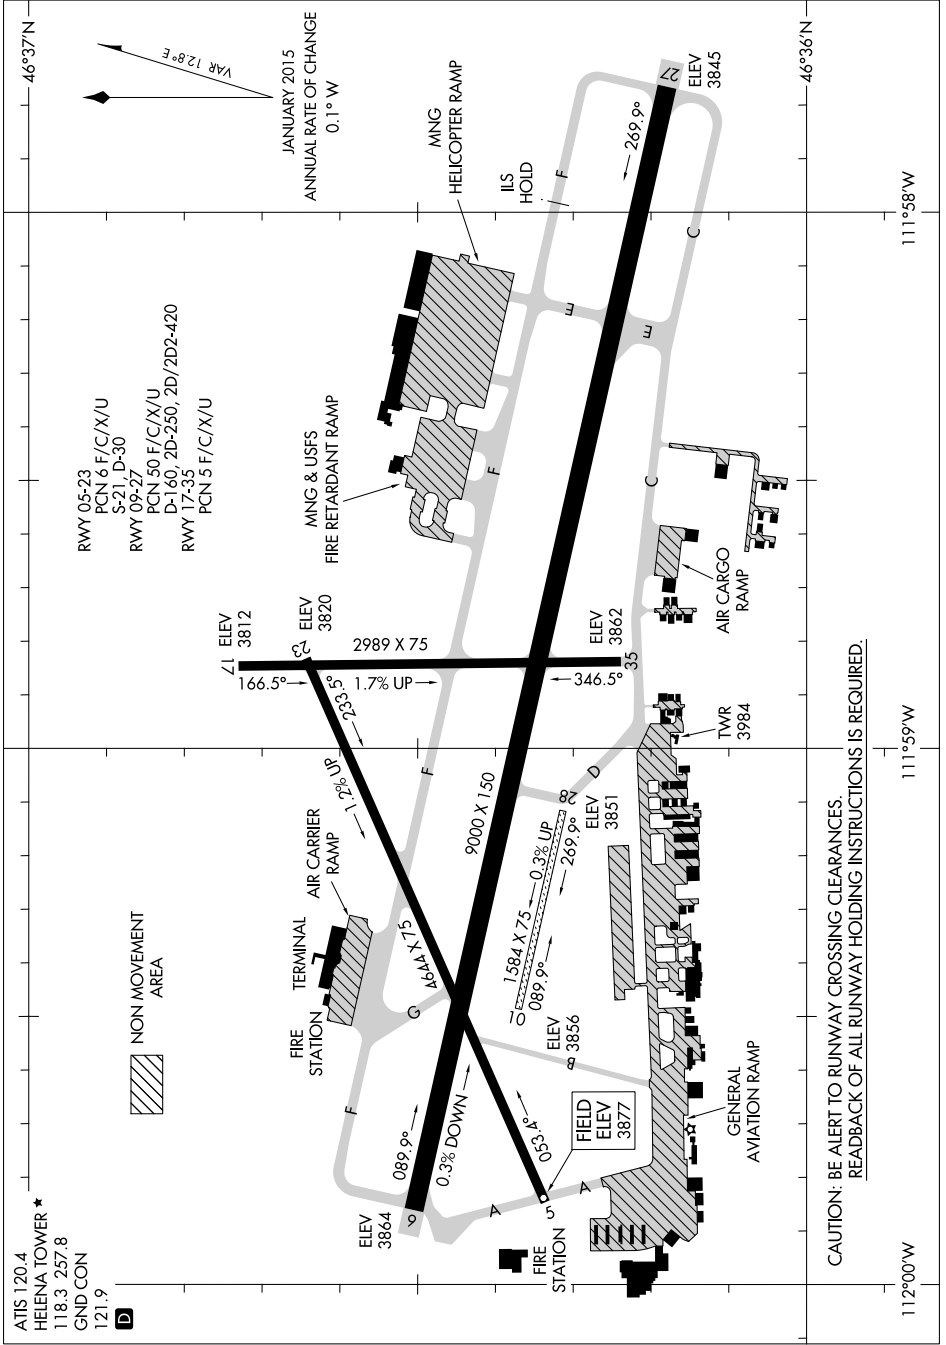 ATIS 120.4
HELENA TOWER ★
118.3 257.8
GND CON
121.9
D
46°37'N
VAR 12.8°E
JANUARY 2015
ANNUAL RATE OF CHANGE
0.1° W
NON MOVEMENT
AREA
RWY 05-23
PCN 6 F/C/X/U
S-21, D-30
RWY 09-27
PCN 50 F/C/X/U
D-160, 2D-250, 2D/2D2-420
RWY 17-35
PCN 5 F/C/X/U
17
ELEV
3812
23
ELEV
3820
166.5°
1.7% UP
2989 X 75
233.5°
1.2% UP
FIRE
STATION
TERMINAL
AIR CARRIER
RAMP
MNG & USFS
FIRE RETARDANT RAMP
MNG
HELICOPTER RAMP
ILS
HOLD
F
F
F
F
G
4644 X 75
ELEV
3864
9
089.9°
0.3% DOWN
9000 X 150
269.9°
27
ELEV
3845
E
E
C
C
346.5°
35
ELEV
3862
A
A
5
053.4°
FIELD
ELEV
3877
B
10
ELEV
3856
089.9°
1584 X 75
0.3% UP
269.9°
28
ELEV
3851
D
FIRE
STATION
GENERAL
AVIATION RAMP
TWR
3984
AIR CARGO
RAMP
46°36'N
CAUTION: BE ALERT TO RUNWAY CROSSING CLEARANCES.
READBACK OF ALL RUNWAY HOLDING INSTRUCTIONS IS REQUIRED.
112°00'W
111°59'W
111°58'W